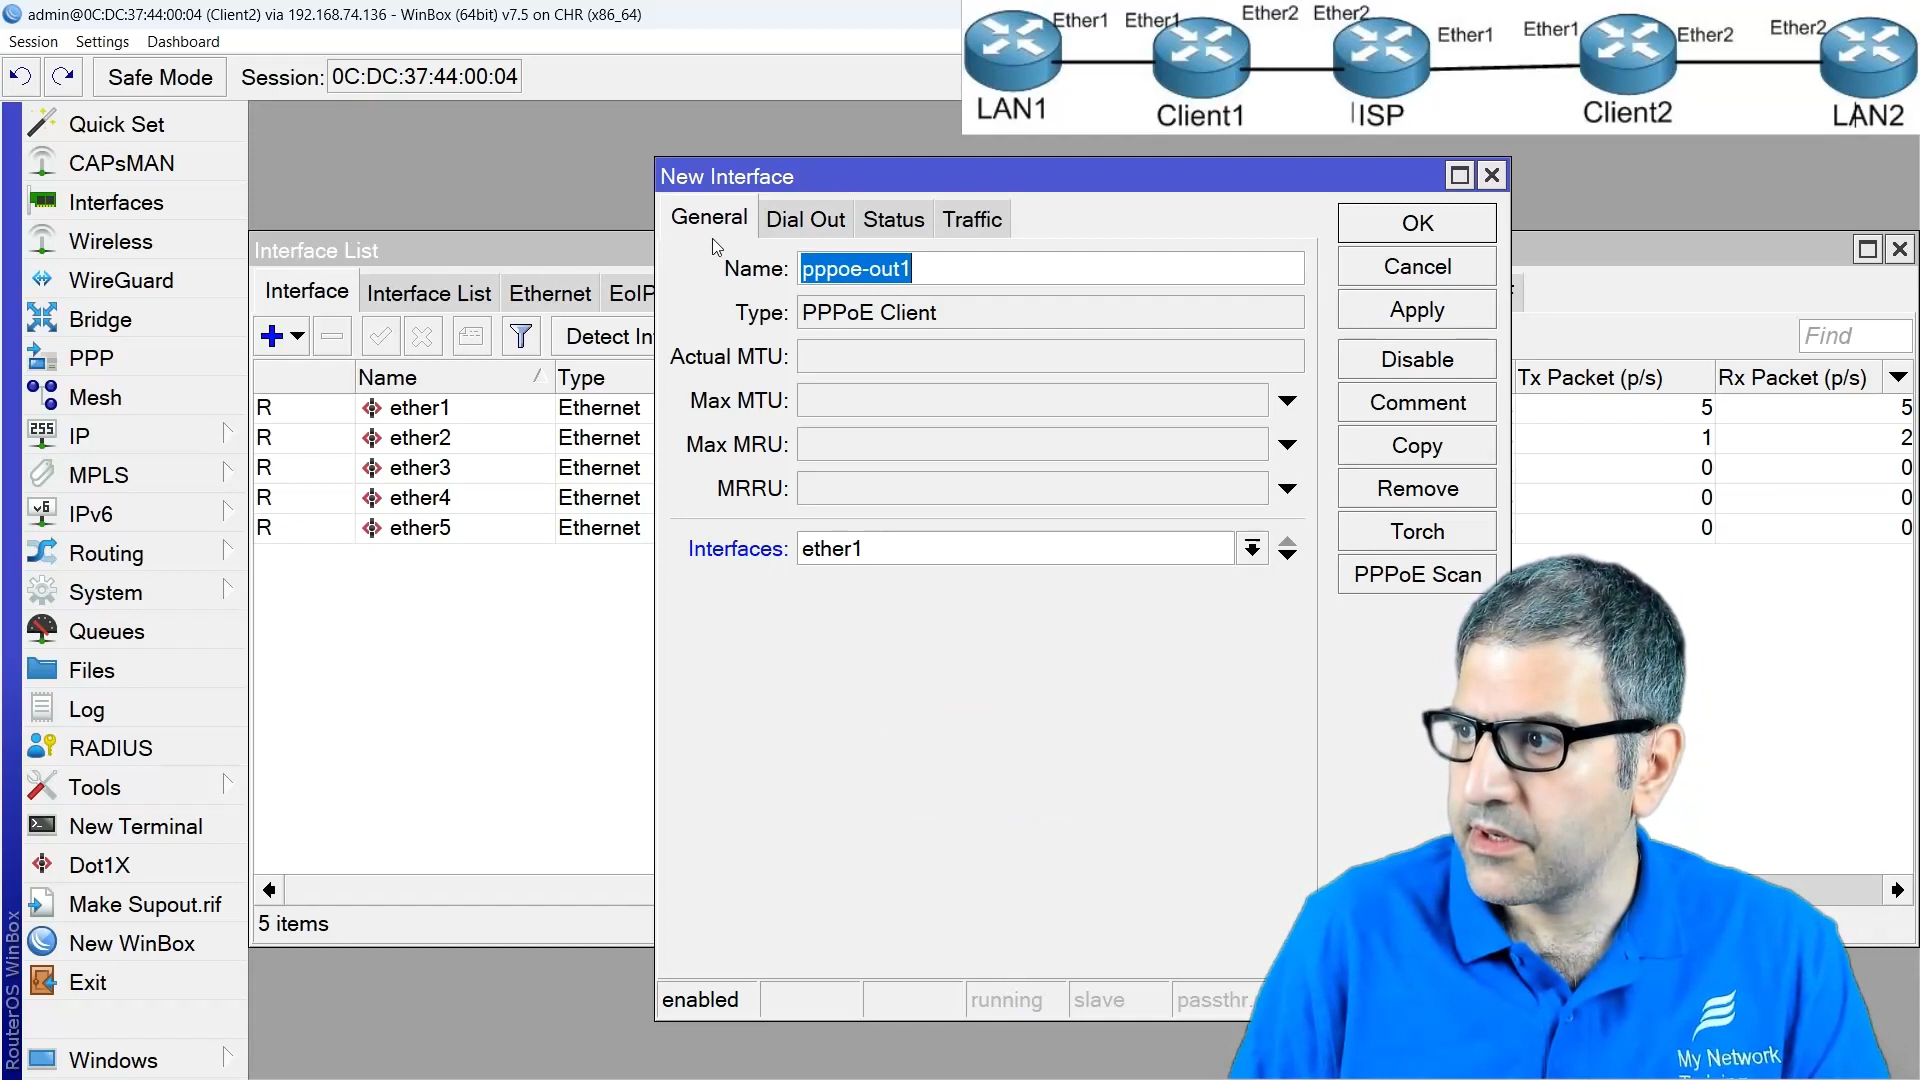 admin@0C:DC:37:44:00:04 (Client2) via 192.168.74.136 - WinBox (64bit) v7.5 on CHR (x86_64)
Session Settings Dashboard
Safe Mode Session: 0C:DC:37:44:00:04
Ether1 Ether1 Ether2 Ether2 Ether1 Ether1 Ether2 Ether2
LAN1 Client1 ISP Client2 LAN2
Quick Set
CAPsMAN
Interfaces
Wireless
WireGuard
Bridge
PPP
Mesh
255
IP
MPLS
v6
IPv6
Routing
System
Queues
Files
Log
RADIUS
Tools
New Terminal
Dot1X
Make Supout.rif
New WinBox
Exit
Windows
RouterOS WinBox
Interface List
Interface Interface List Ethernet EoIP
Detect In
Find
Name Type Tx Packet (p/s) Rx Packet (p/s)
R ether1 Ethernet 5 5
R ether2 Ethernet 1 2
R ether3 Ethernet 0 0
R ether4 Ethernet 0 0
R ether5 Ethernet 0 0
5 items
New Interface
General Dial Out Status Traffic
Name: pppoe-out1
Type: PPPoE Client
Actual MTU:
Max MTU:
Max MRU:
MRRU:
Interfaces: ether1
OK
Cancel
Apply
Disable
Comment
Copy
Remove
Torch
PPPoE Scan
enabled running slave passthr.
My Network